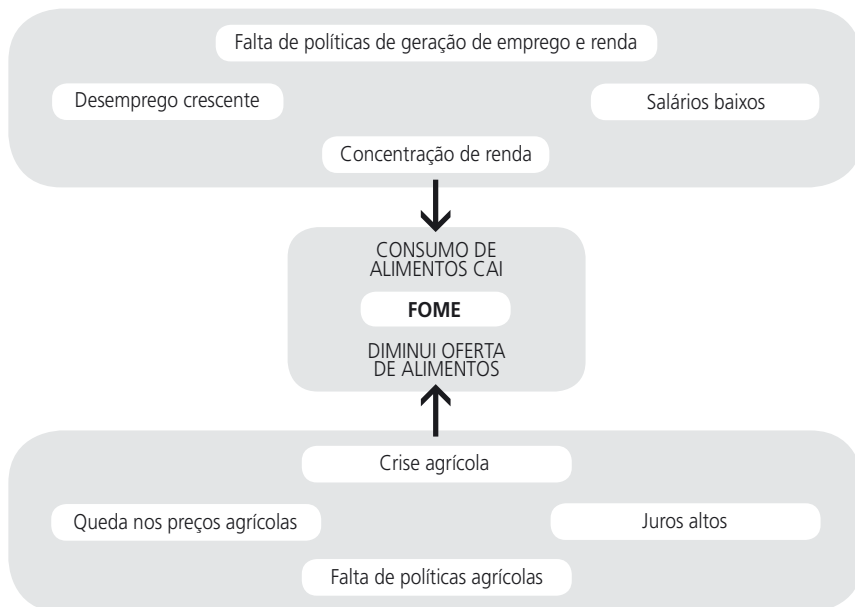 Falta de políticas de geração de emprego e renda
Desemprego crescente
Salários baixos
Concentração de renda
CONSUMO DE
ALIMENTOS CAI
FOME
DIMINUI OFERTA
DE ALIMENTOS
Crise agrícola
Queda nos preços agrícolas
Juros altos
Falta de políticas agrícolas